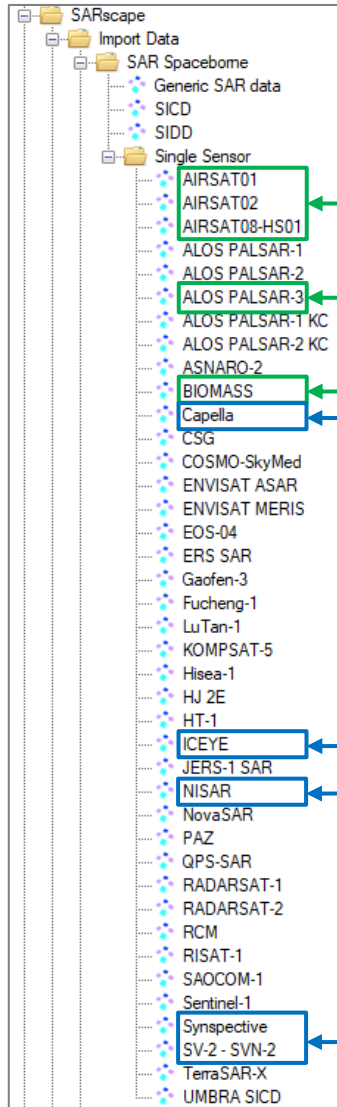 SARscape
Import Data
SAR Spaceborne
Generic SAR data
SICD
SIDD
Single Sensor
AIRSAT01
AIRSAT02
AIRSAT08-HS01
ALOS PALSAR-1
ALOS PALSAR-2
ALOS PALSAR-3
ALOS PALSAR-1 KC
ALOS PALSAR-2 KC
ASNARO-2
BIOMASS
Capella
CSG
COSMO-SkyMed
ENVISAT ASAR
ENVISAT MERIS
EOS-04
ERS SAR
Gaofen-3
Fucheng-1
LuTan-1
KOMPSAT-5
Hisea-1
HJ 2E
HT-1
ICEYE
JERS-1 SAR
NISAR
NovaSAR
PAZ
QPS-SAR
RADARSAT-1
RADARSAT-2
RCM
RISAT-1
SAOCOM-1
Sentinel-1
Synspective
SV-2 - SVN-2
TerraSAR-X
UMBRA SICD